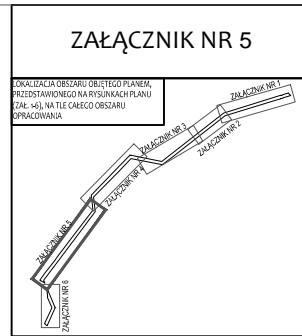 ZAŁĄCZNIK NR 5
LOKALIZACJA OBSZARU OBJĘTEGO PLANEM,
PRZEDSTAWIONEGO NA RYSUNKACH PLANU
(ZAŁ. 1-6), NA TLE CAŁEGO OBSZARU
OPRACOWANIA
ZAŁĄCZNIK NR 1
ZAŁĄCZNIK NR 2
ZAŁĄCZNIK NR 3
ZAŁĄCZNIK NR 4
ZAŁĄCZNIK NR 5
ZAŁĄCZNIK NR 6